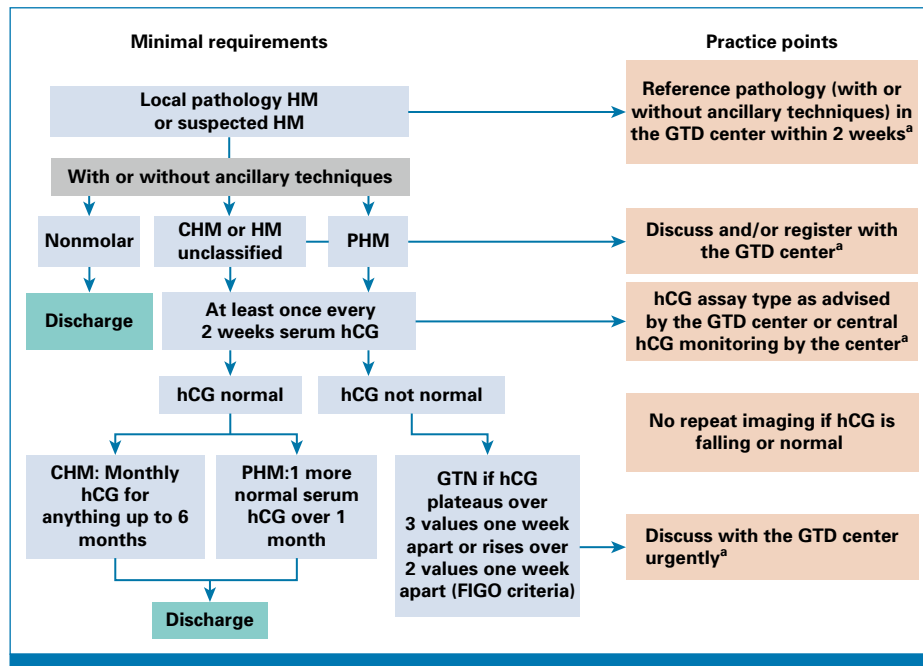 Minimal requirements
Practice points
Local pathology HM
or suspected HM
Reference pathology (with or
without ancillary techniques) in
the GTD center within 2 weeksᵃ
With or without ancillary techniques
Nonmolar
CHM or HM
unclassified
PHM
Discuss and/or register with
the GTD centerᵃ
Discharge
At least once every
2 weeks serum hCG
hCG assay type as advised
by the GTD center or central
hCG monitoring by the centerᵃ
hCG normal
hCG not normal
No repeat imaging if hCG is
falling or normal
CHM: Monthly
hCG for
anything up to 6
months
PHM:1 more
normal serum
hCG over 1
month
GTN if hCG
plateaus over
3 values one week
apart or rises over
2 values one week
apart (FIGO criteria)
Discuss with the GTD center
urgentlyᵃ
Discharge